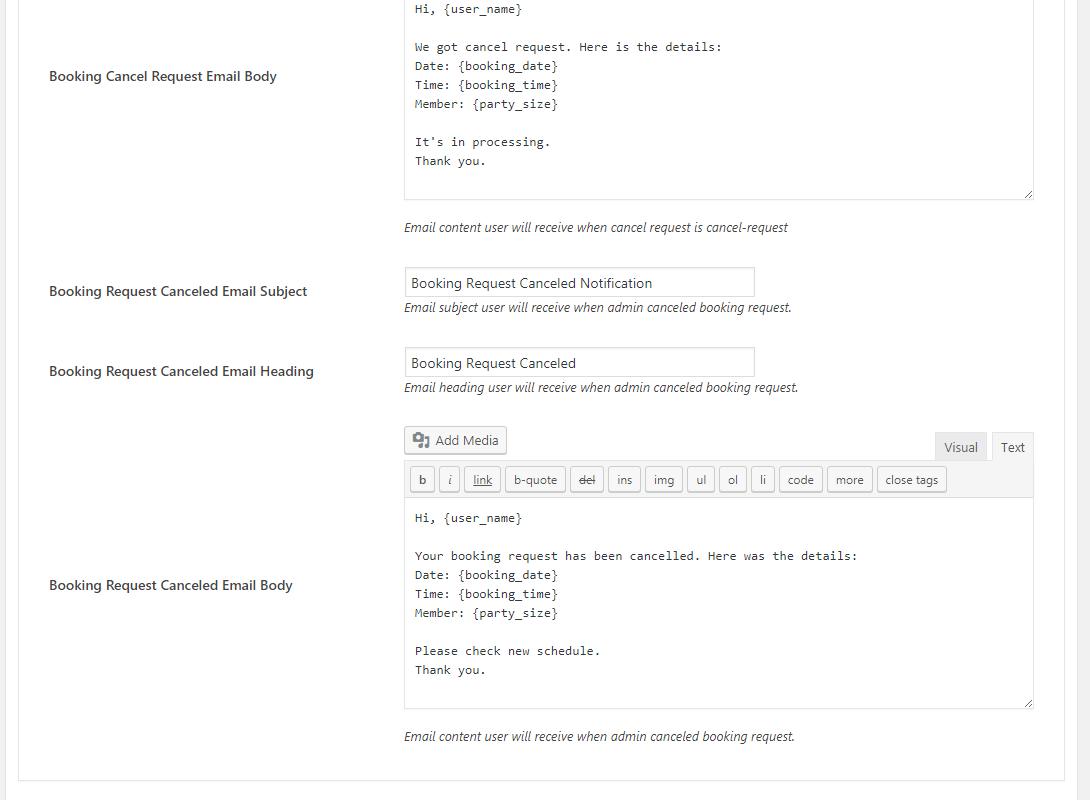 Hi, {user_name}
We got cancel request. Here is the details:
Booking Cancel Request Email Body
Date: {booking_date}
Time: {booking_time}
Member: {party_size}
It's in processing.
Thank you.
Email content user will receive when cancel request is cancel-request
Booking Request Canceled Email Subject
Booking Request Canceled Notification
Email subject user will receive when admin canceled booking request.
Booking Request Canceled Email Heading
Booking Request Canceled
Email heading user will receive when admin canceled booking request.
Add Media
Visual Text
b i link b-quote del ins img ul ol li code more close tags
Hi, {user_name}
Your booking request has been cancelled. Here was the details:
Date: {booking_date}
Booking Request Canceled Email Body
Time: {booking_time}
Member: {party_size}
Please check new schedule.
Thank you.
Email content user will receive when admin canceled booking request.